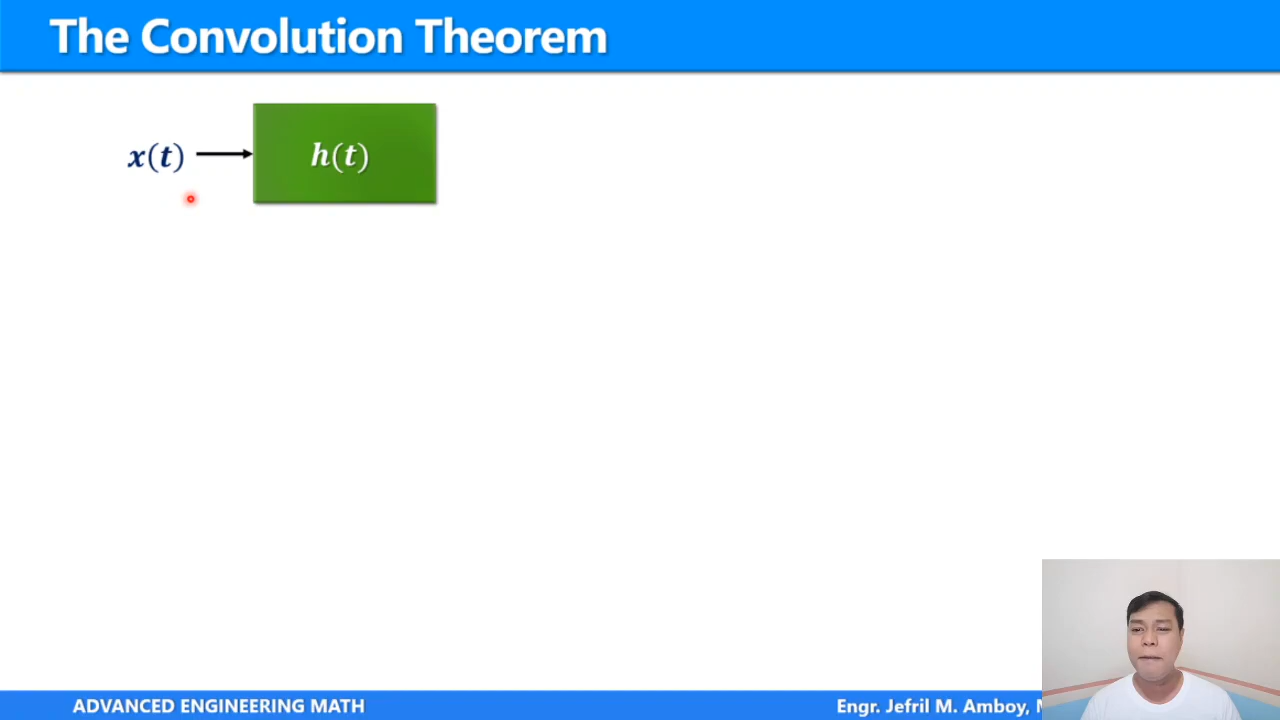 The Convolution Theorem
x(t)
h(t)
ADVANCED ENGINEERING MATH
Engr. Jefril M. Amboy,